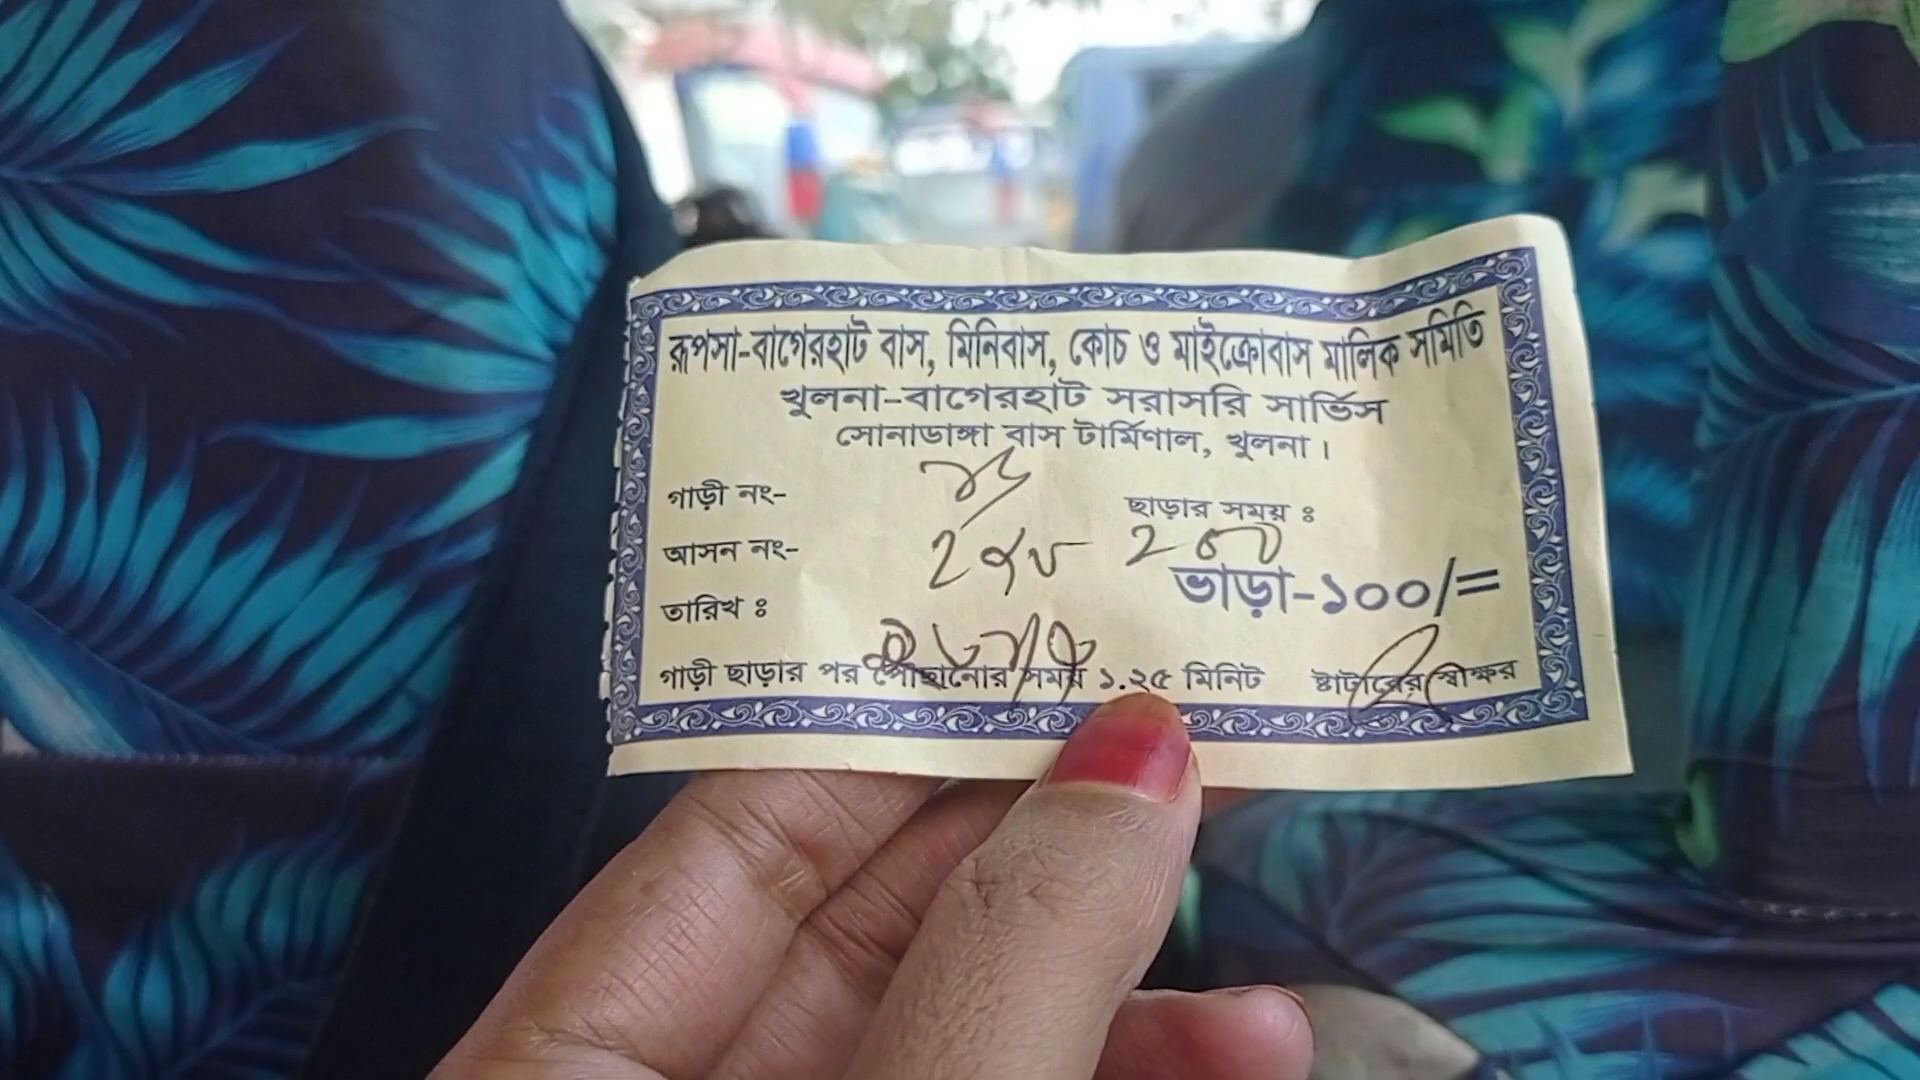 রূপসা-বাগেরহাট বাস, মিনিবাস, কোচ ও মাইক্রোবাস মালিক সমিতি
খুলনা-বাগেরহাট সরাসরি সার্ভিস
সোনাডাঙ্গা বাস টার্মিণাল, খুলনা।
গাড়ী নং-
ছাড়ার সময় ঃ
আসন নং-
ভাড়া-১০০/=
তারিখ ঃ
গাড়ী ছাড়ার পর পৌছানোর সময় ১.২৫ মিনিট ষ্টাটারের স্বাক্ষর